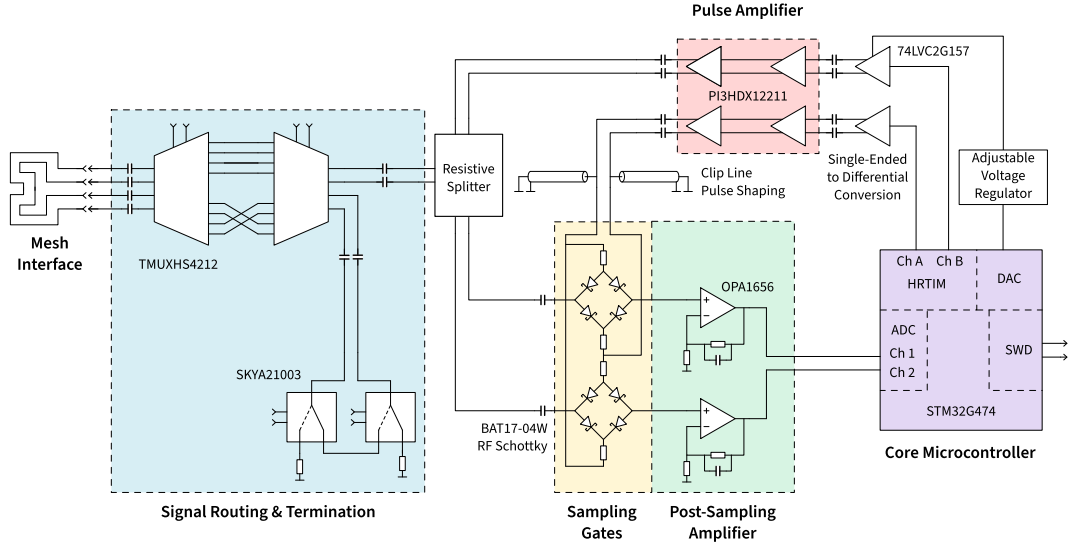 Pulse Amplifier
74LVC2G157
PI3HDX12211
Single-Ended
to Differential
Conversion
Adjustable
Voltage
Regulator
Resistive
Splitter
Clip Line
Pulse Shaping
Mesh
Interface
TMUXHS4212
Ch A
Ch B
HRTIM
DAC
OPA1656
ADC
Ch 1
Ch 2
SWD
STM32G474
SKYA21003
BAT17-04W
RF Schottky
Core Microcontroller
Signal Routing & Termination
Sampling
Gates
Post-Sampling
Amplifier